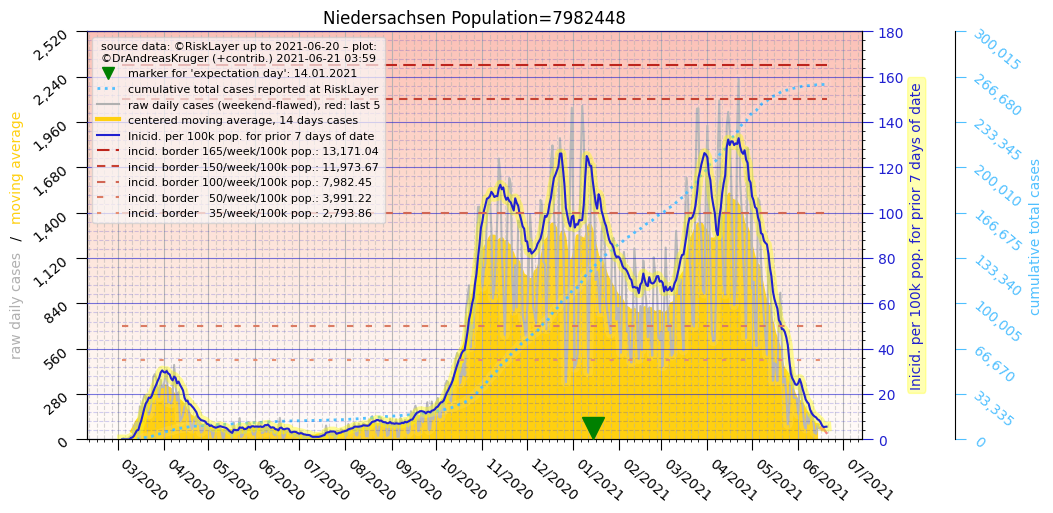 Niedersachsen Population=7982448
source data: ©RiskLayer up to 2021-06-20 – plot:
©DrAndreasKruger (+contrib.) 2021-06-21 03:59
marker for 'expectation day': 14.01.2021
cumulative total cases reported at RiskLayer
raw daily cases (weekend-flawed), red: last 5
centered moving average, 14 days cases
Inicid. per 100k pop. for prior 7 days of date
incid. border 165/week/100k pop.: 13,171.04
incid. border 150/week/100k pop.: 11,973.67
incid. border 100/week/100k pop.: 7,982.45
incid. border   50/week/100k pop.: 3,991.22
incid. border   35/week/100k pop.: 2,793.86
raw daily cases / moving average
2,520
2,240
1,960
1,680
1,400
1,120
840
560
280
0
03/2020
04/2020
05/2020
06/2020
07/2020
08/2020
09/2020
10/2020
11/2020
12/2020
01/2021
02/2021
03/2021
04/2021
05/2021
06/2021
07/2021
180
160
140
120
100
80
60
40
20
0
Inicid. per 100k pop. for prior 7 days of date
300,015
266,680
233,345
200,010
166,675
133,340
100,005
66,670
33,335
0
cumulative total cases